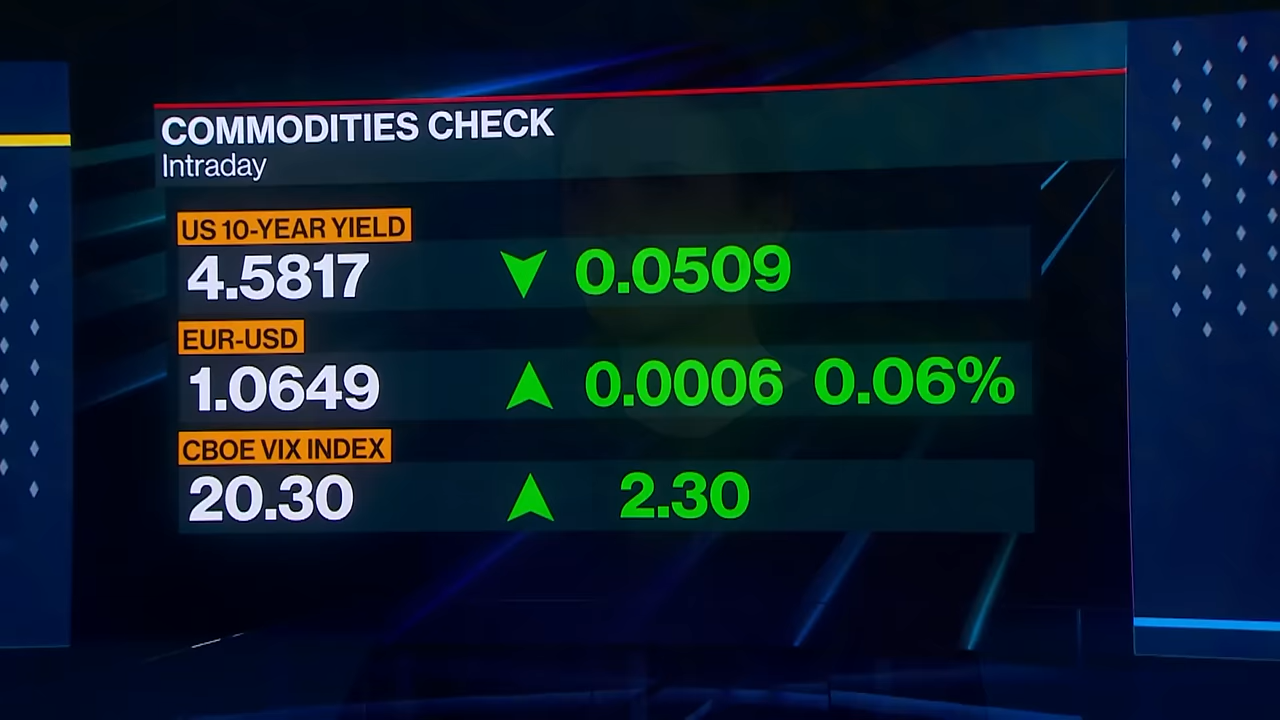 COMMODITIES CHECK
Intraday
US 10-YEAR YIELD
4.5817 0.0509
EUR-USD
1.0649 0.0006 0.06%
CBOE VIX INDEX
20.30 2.30